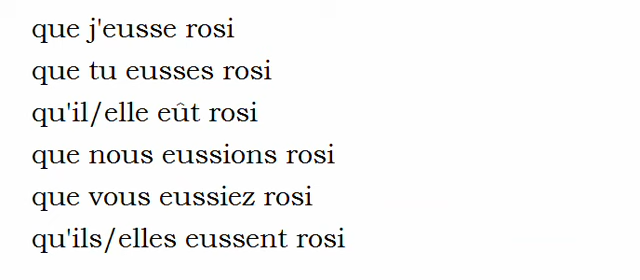 que j'eusse rosi
que tu eusses rosi
qu'il/elle eût rosi
que nous eussions rosi
que vous eussiez rosi
qu'ils/elles eussent rosi